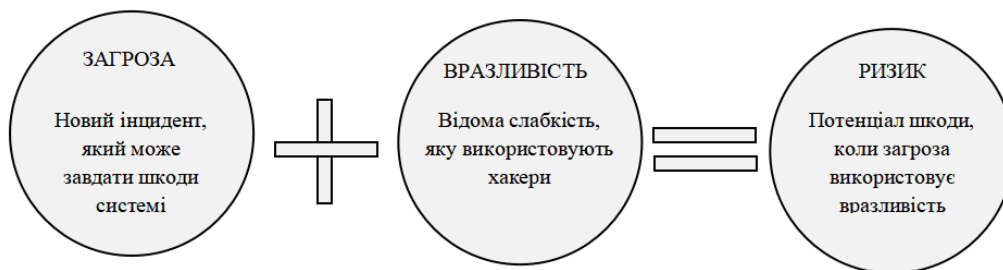 ЗАГРОЗА
Новий інцидент,
який може
завдати шкоди
системі
ВРАЗЛИВІСТЬ
Відома слабкість,
яку використовують
хакери
РИЗИК
Потенціал шкоди,
коли загроза
використовує
вразливість